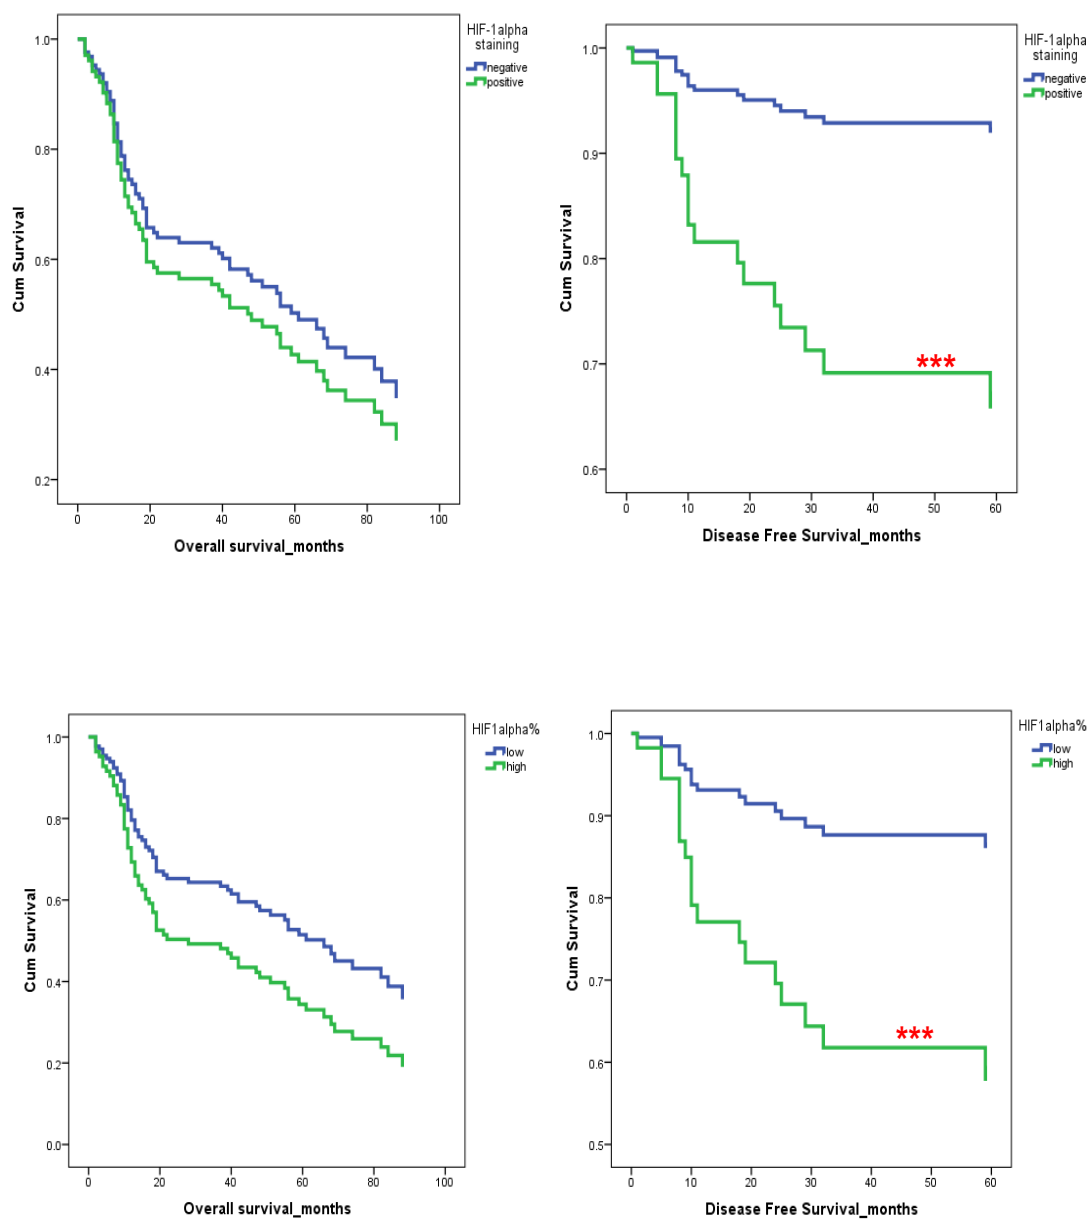 HIF-1alpha
staining
negative
positive
1.0
0.8
0.6
0.4
0.2
Cum Survival
0 20 40 60 80 100
Overall survival_months
HIF-1alpha
staining
negative
positive
1.0
0.9
0.8
0.7
0.6
Cum Survival
***
0 10 20 30 40 50 60
Disease Free Survival_months
HIF1alpha%
low
high
1.0
0.8
0.6
0.4
0.2
0.0
Cum Survival
0 20 40 60 80 100
Overall survival_months
HIF1alpha%
low
high
1.0
0.9
0.8
0.7
0.6
0.5
Cum Survival
***
0 10 20 30 40 50 60
Disease Free Survival_months